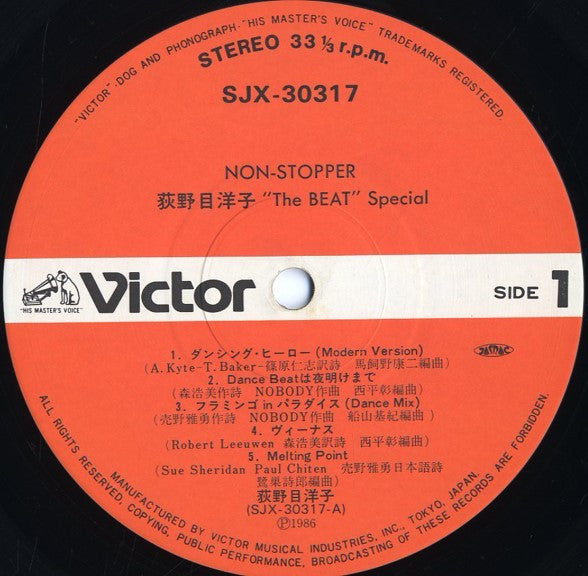 "VICTOR"-DOG AND PHONOGRAPH-"HIS MASTER'S VOICE" TRADEMARKS REGISTERED.
STEREO 33 1/3 r.p.m.
SJX-30317
NON-STOPPER
荻野目洋子 "The BEAT" Special
"HIS MASTER'S VOICE"
Victor
SIDE 1
1. ダンシング・ヒーロー (Modern Version)
(A. Kyte-T. Baker-篠原仁志訳詩 馬飼野康二編曲)
JASRAC
2. Dance Beatは夜明けまで
(森浩美作詩 NOBODY作曲 西平彰編曲)
3. フラミンゴ in パラダイス (Dance Mix)
(売野雅勇作詩 NOBODY作曲 船山基紀編曲)
4. ヴィーナス
(Robert Leeuwen 森浩美訳詩 西平彰編曲)
5. Melting Point
(Sue Sheridan Paul Chiten 売野雅勇日本語詩
鷺巣詩郎編曲)
荻野目洋子
(SJX-30317-A)
Ⓟ1986
MANUFACTURED BY VICTOR MUSICAL INDUSTRIES, INC., TOKYO, JAPAN.
ALL RIGHTS RESERVED, COPYING, PUBLIC PERFORMANCE, BROADCASTING OF THESE RECORDS ARE FORBIDDEN.